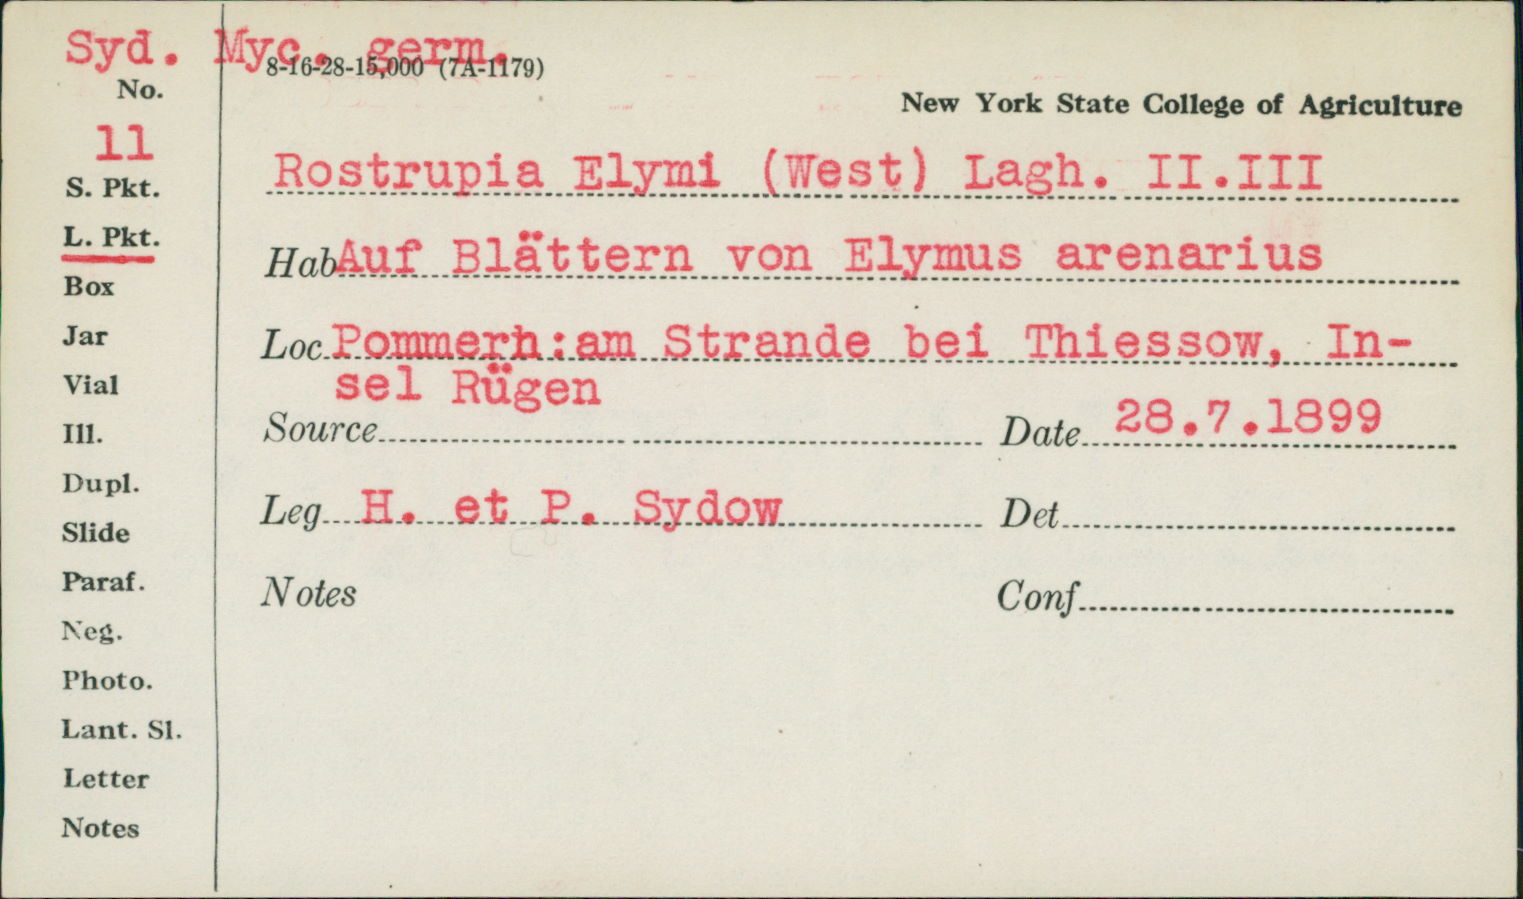 Syd. Myc. germ.
8-16-28-15,000 (7A-1179)
No.
New York State College of Agriculture
11
Rostrupia Elymi (West) Lagh. II.III
S. Pkt.
L. Pkt.
Hab Auf Blättern von Elymus arenarius
Box
Jar
Loc Pommern:am Strande bei Thiessow, In-
sel Rügen
Vial
Ill.
Source
Date 28.7.1899
Dupl.
Leg H. et P. Sydow
Det
Slide
Paraf.
Notes
Conf
Neg.
Photo.
Lant. Sl.
Letter
Notes